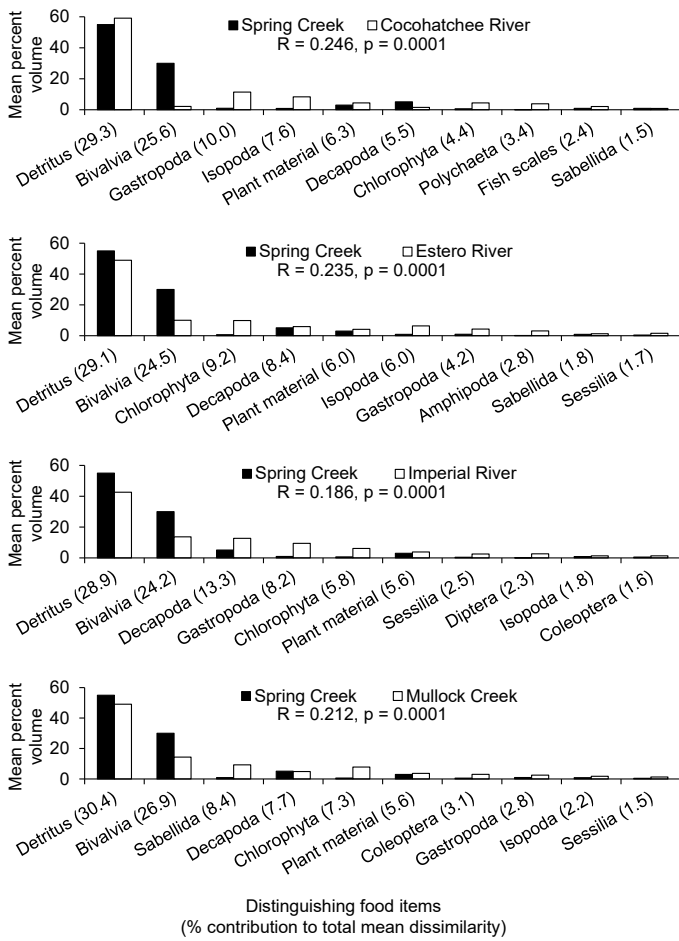 Mean percent
volume
60
40
20
0
Spring Creek Cocohatchee River
R = 0.246, p = 0.0001
Detritus (29.3)
Bivalvia (25.6)
Gastropoda (10.0)
Isopoda (7.6)
Plant material (6.3)
Decapoda (5.5)
Chlorophyta (4.4)
Polychaeta (3.4)
Fish scales (2.4)
Sabellida (1.5)
Mean percent
volume
60
40
20
0
Spring Creek Estero River
R = 0.235, p = 0.0001
Detritus (29.1)
Bivalvia (24.5)
Chlorophyta (9.2)
Decapoda (8.4)
Plant material (6.0)
Isopoda (6.0)
Gastropoda (4.2)
Amphipoda (2.8)
Sabellida (1.8)
Sessilia (1.7)
Mean percent
volume
60
40
20
0
Spring Creek Imperial River
R = 0.186, p = 0.0001
Detritus (28.9)
Bivalvia (24.2)
Decapoda (13.3)
Gastropoda (8.2)
Chlorophyta (5.8)
Plant material (5.6)
Sessilia (2.5)
Diptera (2.3)
Isopoda (1.8)
Coleoptera (1.6)
Mean percent
volume
60
40
20
0
Spring Creek Mullock Creek
R = 0.212, p = 0.0001
Detritus (30.4)
Bivalvia (26.9)
Sabellida (8.4)
Decapoda (7.7)
Chlorophyta (7.3)
Plant material (5.6)
Coleoptera (3.1)
Gastropoda (2.8)
Isopoda (2.2)
Sessilia (1.5)
Distinguishing food items
(% contribution to total mean dissimilarity)